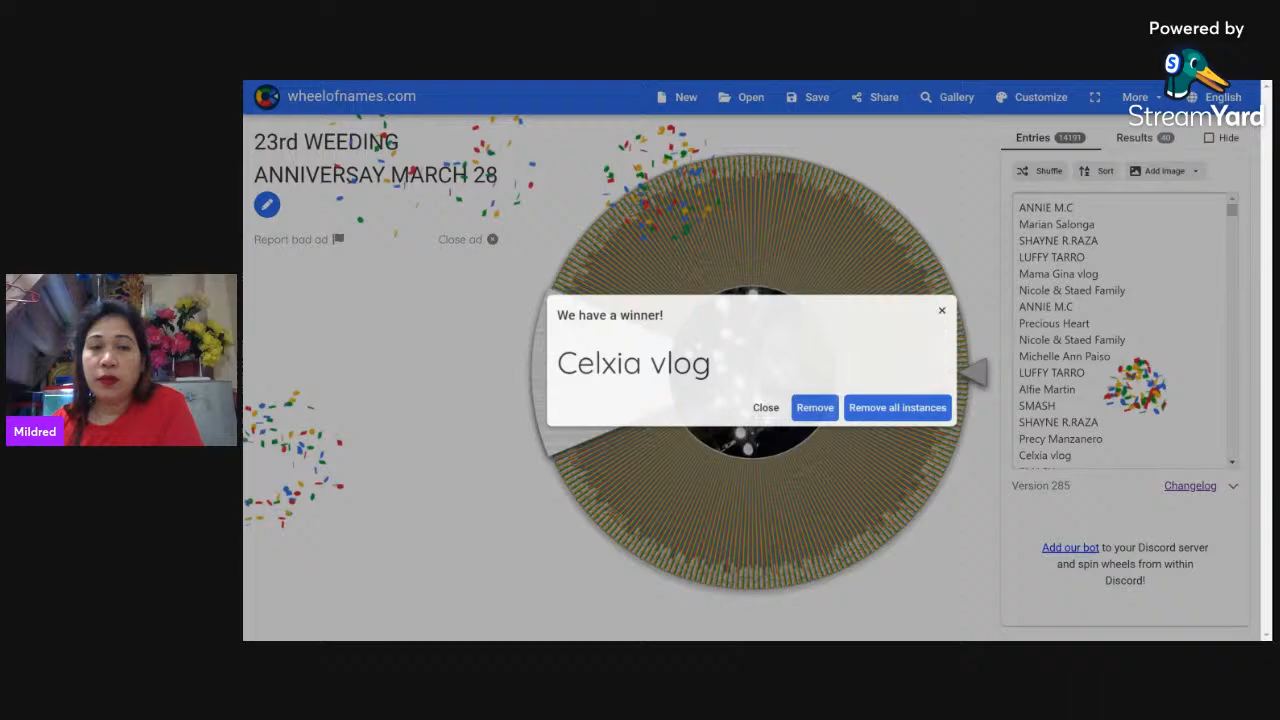 Powered by
StreamYard
wheelofnames.com
New
Open
Save
Share
Gallery
Customize
More
English
23rd WEEDING
ANNIVERSAY MARCH 28
Report bad ad
Close ad
Entries 14191
Results 40
Hide
Shuffle
Sort
Add Image
ANNIE M.C
Marian Salonga
SHAYNE R.RAZA
LUFFY TARRO
Mama Gina vlog
Nicole & Staed Family
ANNIE M.C
Precious Heart
Nicole & Staed Family
Michelle Ann Paiso
LUFFY TARRO
Alfie Martin
SMASH
SHAYNE R.RAZA
Precy Manzanero
Celxia vlog
We have a winner!
Celxia vlog
Close
Remove
Remove all instances
Mildred
Version 285
Changelog
Add our bot to your Discord server
and spin wheels from within
Discord!